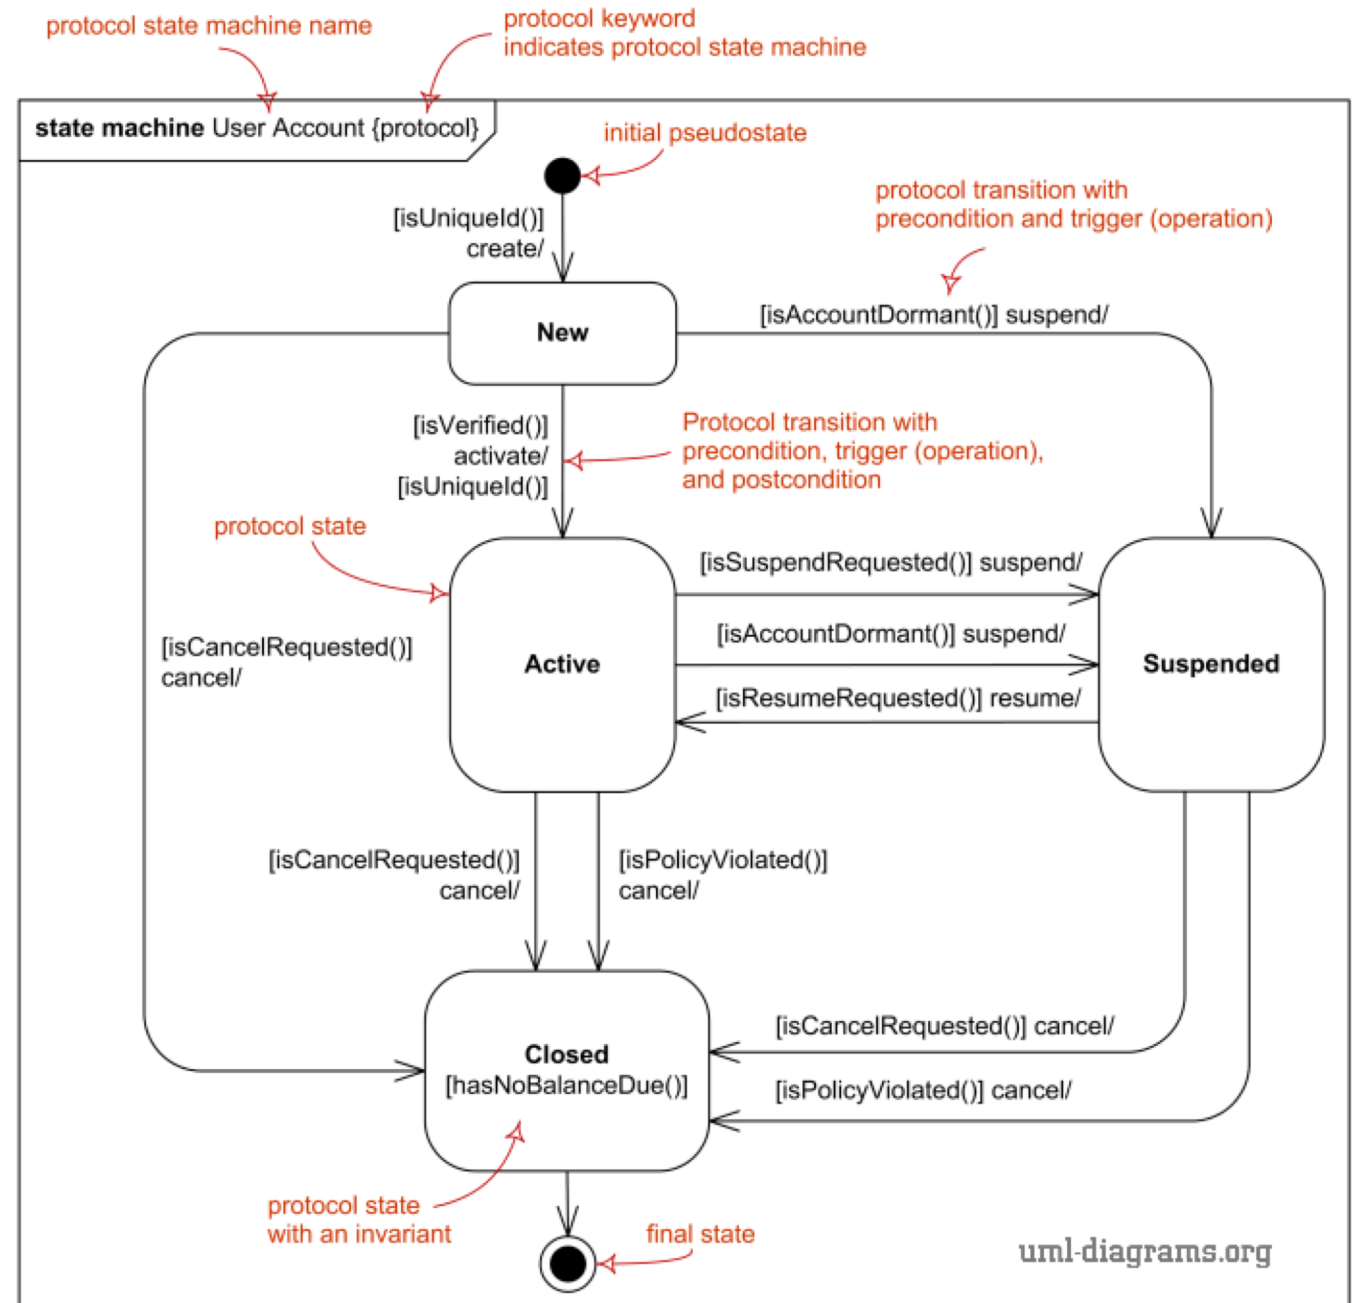 protocol state machine name
protocol keyword
indicates protocol state machine
state machine User Account {protocol}
initial pseudostate
protocol transition with
precondition and trigger (operation)
[isUniqueId()]
create/
New
[isAccountDormant()] suspend/
[isVerified()]
activate/
[isUniqueId()]
Protocol transition with
precondition, trigger (operation),
and postcondition
protocol state
[isSuspendRequested()] suspend/
[isCancelRequested()]
cancel/
[isAccountDormant()] suspend/
Active
Suspended
[isResumeRequested()] resume/
[isCancelRequested()]
cancel/
[isPolicyViolated()]
cancel/
[isCancelRequested()] cancel/
Closed
[hasNoBalanceDue()]
[isPolicyViolated()] cancel/
protocol state
with an invariant
final state
uml-diagrams.org